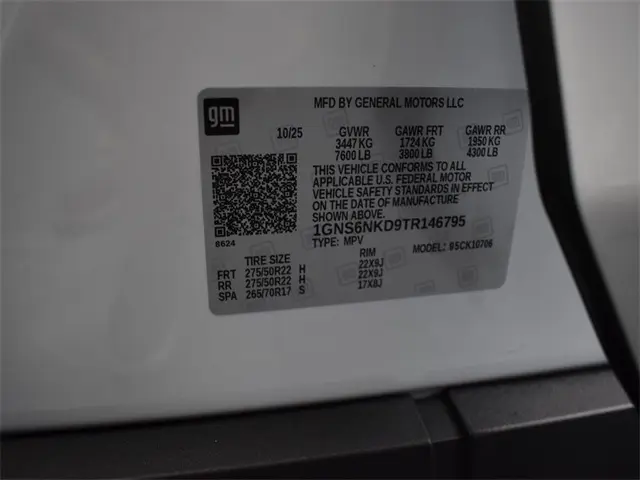 gm
MFD BY GENERAL MOTORS LLC
10/25 GVWR GAWR FRT GAWR RR
3447 KG 1724 KG 1950 KG
7600 LB 3800 LB 4300 LB
THIS VEHICLE CONFORMS TO ALL
APPLICABLE U.S. FEDERAL MOTOR
VEHICLE SAFETY STANDARDS IN EFFECT
ON THE DATE OF MANUFACTURE
SHOWN ABOVE.
1GNS6NKD9TR146795
TYPE: MPV MODEL: 95CK10706
8624
TIRE SIZE RIM
FRT 275/50R22 H 22X9J
RR 275/50R22 H 22X9J
SPA 265/70R17 S 17X8J